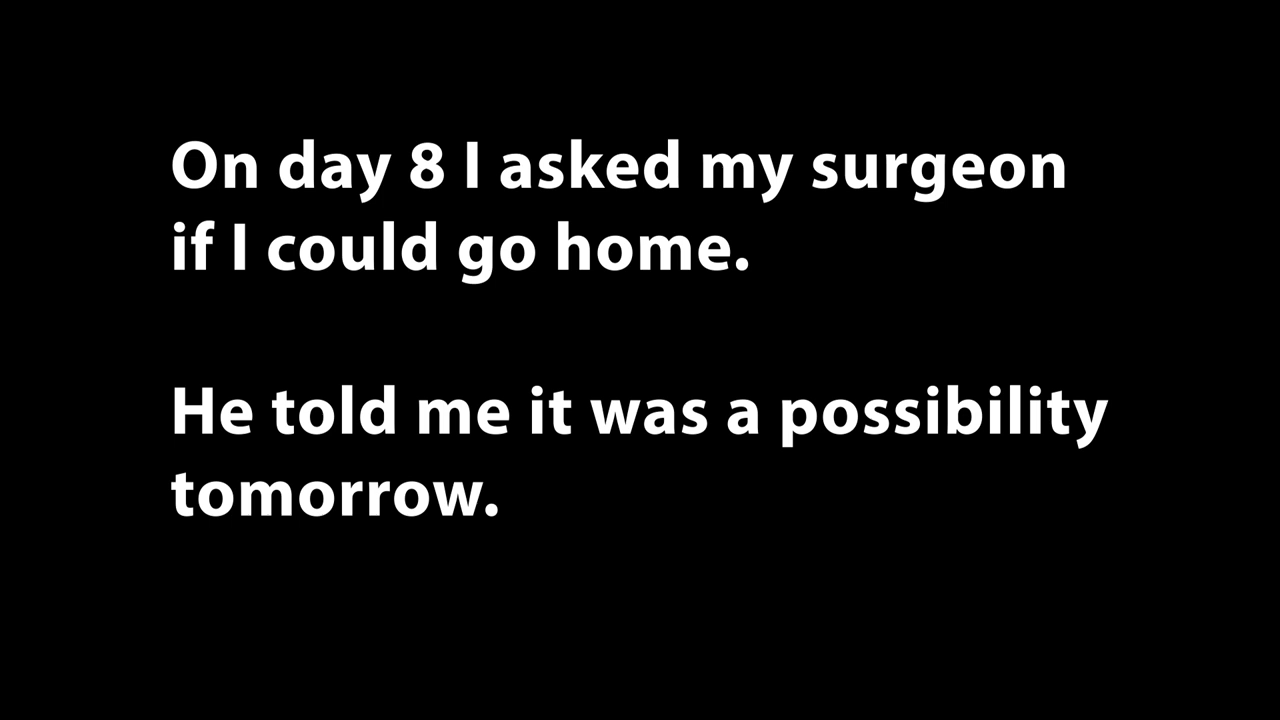 On day 8 I asked my surgeon
if I could go home.
He told me it was a possibility
tomorrow.